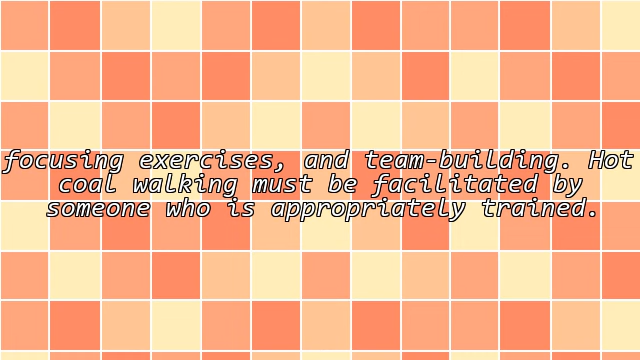 focusing exercises, and team-building. Hot
coal walking must be facilitated by
someone who is appropriately trained.